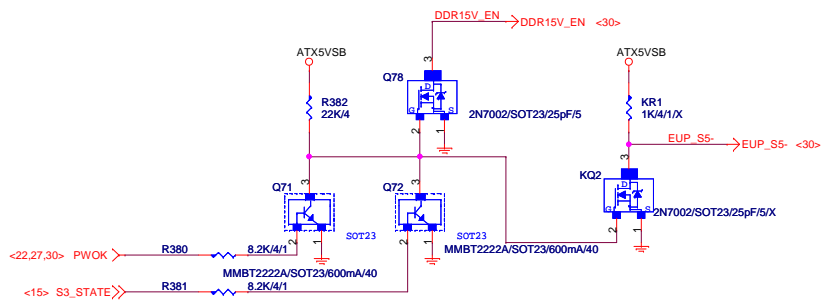 DDR15V_EN
DDR15V_EN <30>
ATX5VSB
ATX5VSB
3
Q78
D
G
S
2
1
2N7002/SOT23/25pF/5
R382
22K/4
KR1
1K/4/1/X
EUP_S5-
EUP_S5- <30>
3
Q71
2
1
SOT23
3
Q72
2
1
SOT23
3
KQ2
D
G
S
2
1
2N7002/SOT23/25pF/5/X
MMBT2222A/SOT23/600mA/40
<22,27,30> PWOK
R380
8.2K/4/1
MMBT2222A/SOT23/600mA/40
<15> S3_STATE
R381
8.2K/4/1